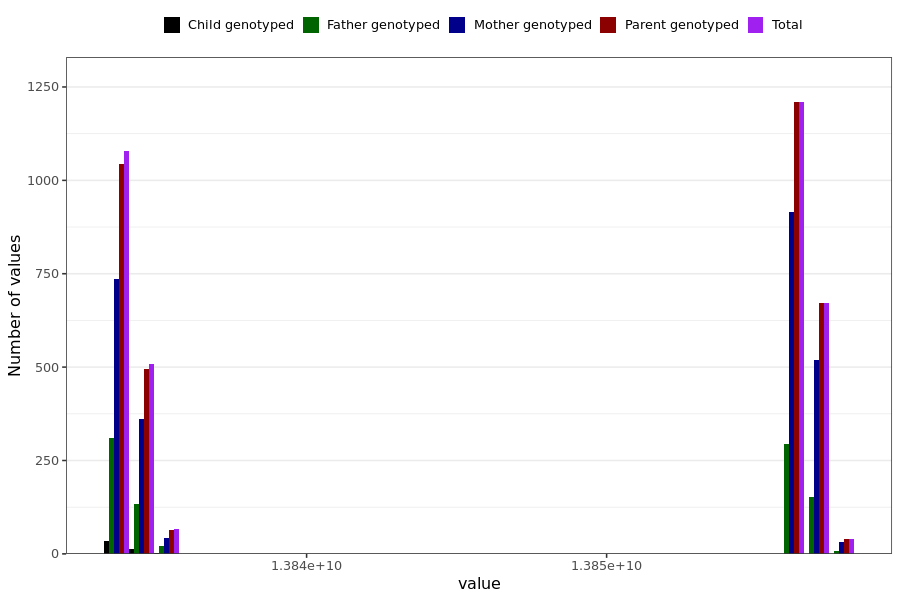 Child genotyped Father genotyped Mother genotyped Parent genotyped Total
1250
1000
750
500
250
0
Number of values
1.384e+10 1.385e+10
value